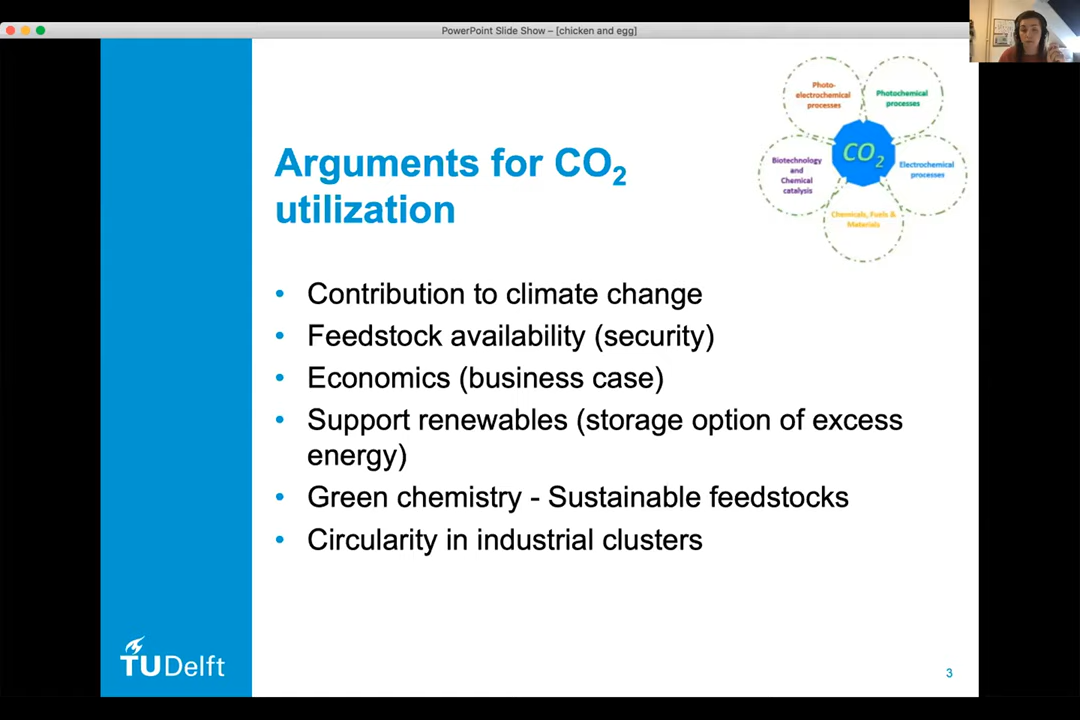 PowerPoint Slide Show – [chicken and egg]
Arguments for CO₂
utilization
Photo-
electrochemical
processes
Photochemical
processes
Biotechnology
and
Chemical
catalysis
CO₂
Electrochemical
processes
Chemicals, Fuels &
Materials
• Contribution to climate change
• Feedstock availability (security)
• Economics (business case)
• Support renewables (storage option of excess
energy)
• Green chemistry - Sustainable feedstocks
• Circularity in industrial clusters
TU Delft
3